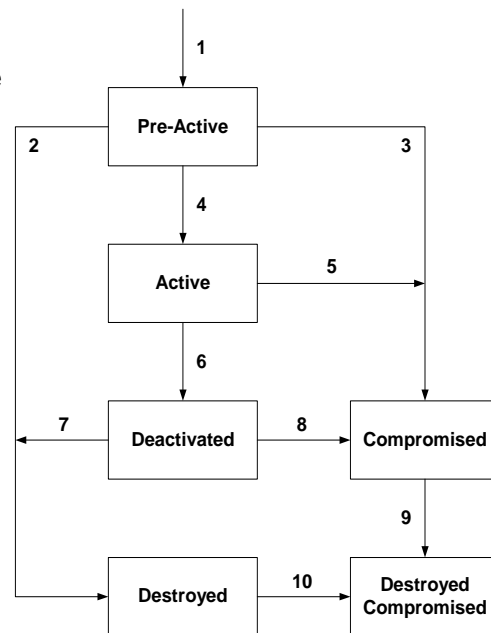 1
e
Pre-Active
2
3
4
Active
5
6
Deactivated
7
8
Compromised
9
Destroyed
10
Destroyed
Compromised